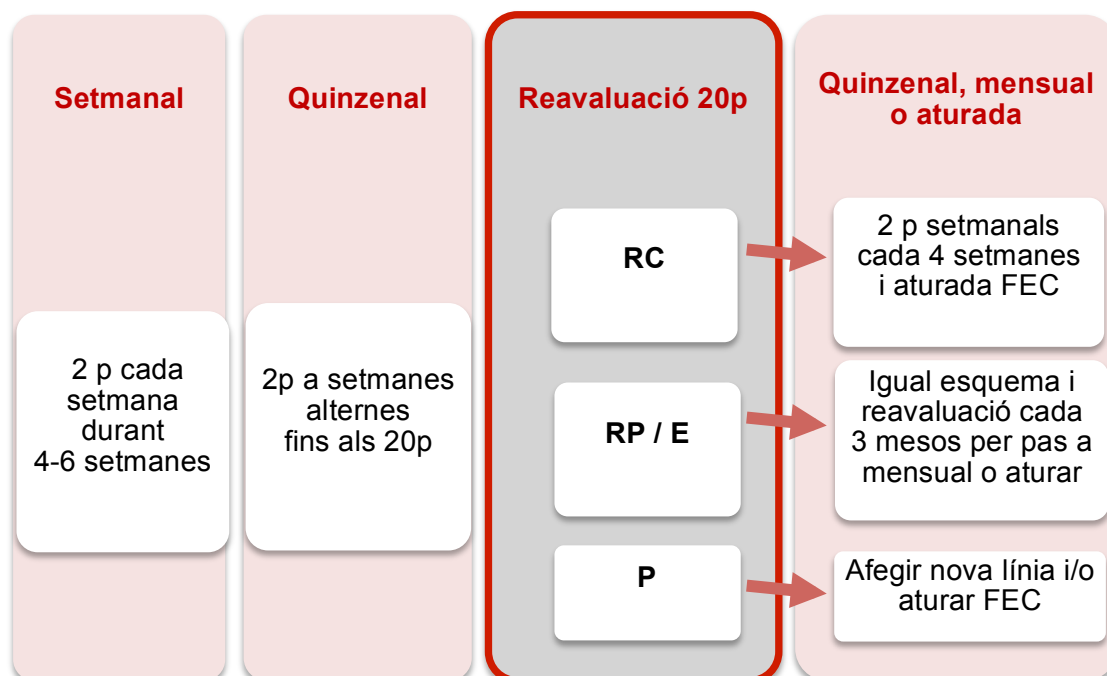 Setmanal
2 p cada
setmana
durant
4-6 setmanes
Quinzenal
2p a setmanes
alternes
fins als 20p
Reavaluació 20p
RC
RP / E
P
Quinzenal, mensual
o aturada
2 p setmanals
cada 4 setmanes
i aturada FEC
Igual esquema i
reavaluació cada
3 mesos per pas a
mensual o aturar
Afegir nova línia i/o
aturar FEC